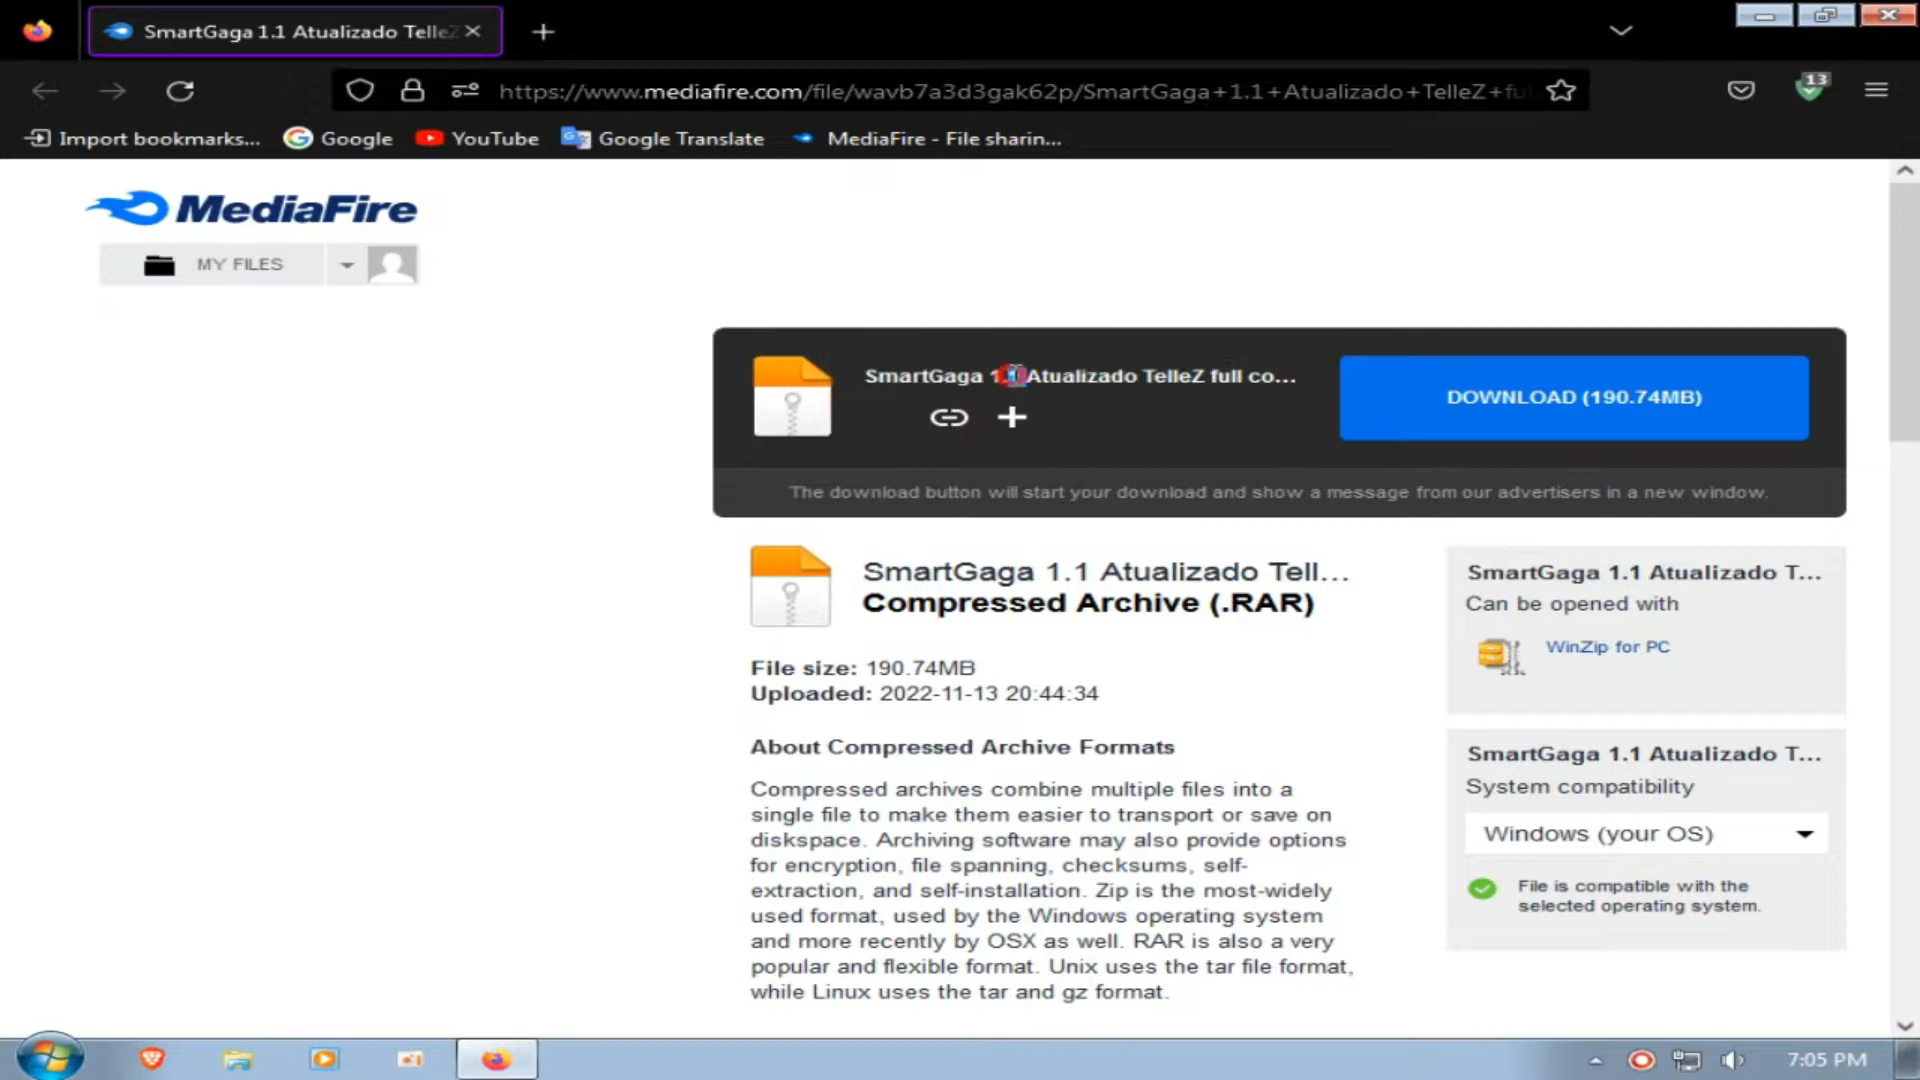 SmartGaga 1.1 Atualizado TelleZ
13
https://www.mediafire.com/file/wavb7a3d3gak62p/SmartGaga+1.1+Atualizado+TelleZ+fu
Import bookmarks...
Google
YouTube
Google Translate
MediaFire - File sharin...
MediaFire
MY FILES
SmartGaga 1.1 Atualizado TelleZ full co...
DOWNLOAD (190.74MB)
The download button will start your download and show a message from our advertisers in a new window.
SmartGaga 1.1 Atualizado Tell...
Compressed Archive (.RAR)
File size: 190.74MB
Uploaded: 2022-11-13 20:44:34
About Compressed Archive Formats
Compressed archives combine multiple files into a
single file to make them easier to transport or save on
diskspace. Archiving software may also provide options
for encryption, file spanning, checksums, self-
extraction, and self-installation. Zip is the most-widely
used format, used by the Windows operating system
and more recently by OSX as well. RAR is also a very
popular and flexible format. Unix uses the tar file format,
while Linux uses the tar and gz format.
SmartGaga 1.1 Atualizado T...
Can be opened with
WinZip for PC
SmartGaga 1.1 Atualizado T...
System compatibility
Windows (your OS)
File is compatible with the
selected operating system.
7:05 PM